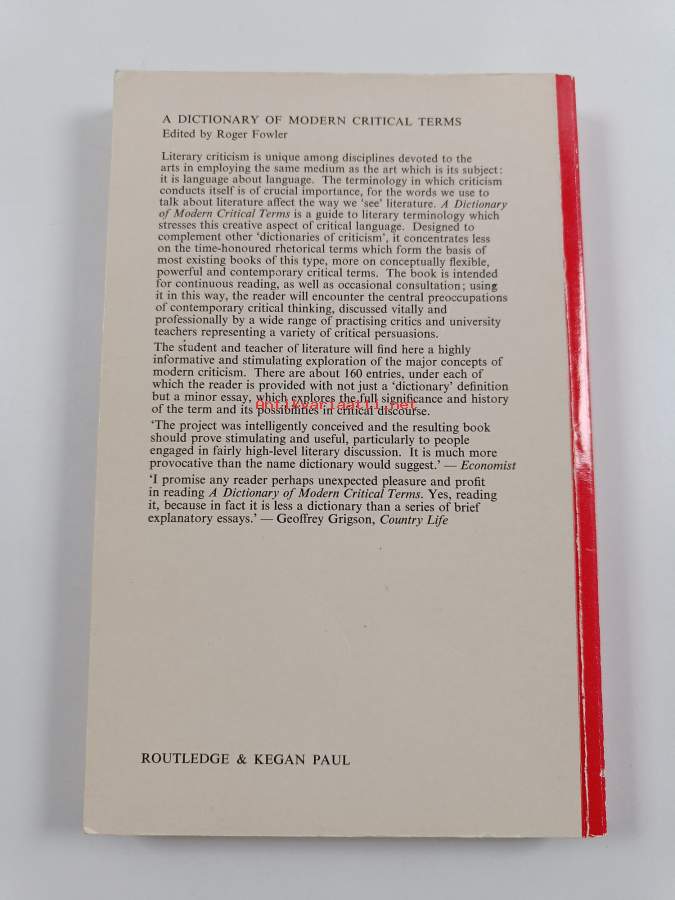 A DICTIONARY OF MODERN CRITICAL TERMS
Edited by Roger Fowler
Literary criticism is unique among disciplines devoted to the
arts in employing the same medium as the art which is its subject:
it is language about language. The terminology in which criticism
conducts itself is of crucial importance, for the words we use to
talk about literature affect the way we ‘see’ literature. A Dictionary
of Modern Critical Terms is a guide to literary terminology which
stresses this creative aspect of critical language. Designed to
complement other ‘dictionaries of criticism’, it concentrates less
on the time-honoured rhetorical terms which form the basis of
most existing books of this type, more on conceptually flexible,
powerful and contemporary critical terms. The book is intended
for continuous reading, as well as occasional consultation; using
it in this way, the reader will encounter the central preoccupations
of contemporary critical thinking, discussed vitally and
professionally by a wide range of practising critics and university
teachers representing a variety of critical persuasions.
The student and teacher of literature will find here a highly
informative and stimulating exploration of the major concepts of
modern criticism. There are about 160 entries, under each of
which the reader is provided with not just a ‘dictionary’ definition
but a minor essay, which explores the full significance and history
antikvariaatti.net
of the term and its possibilities in critical discourse.
‘The project was intelligently conceived and the resulting book
should prove stimulating and useful, particularly to people
engaged in fairly high-level literary discussion. It is much more
provocative than the name dictionary would suggest.’ — Economist
‘I promise any reader perhaps unexpected pleasure and profit
in reading A Dictionary of Modern Critical Terms. Yes, reading
it, because in fact it is less a dictionary than a series of brief
explanatory essays.’ — Geoffrey Grigson, Country Life
ROUTLEDGE & KEGAN PAUL